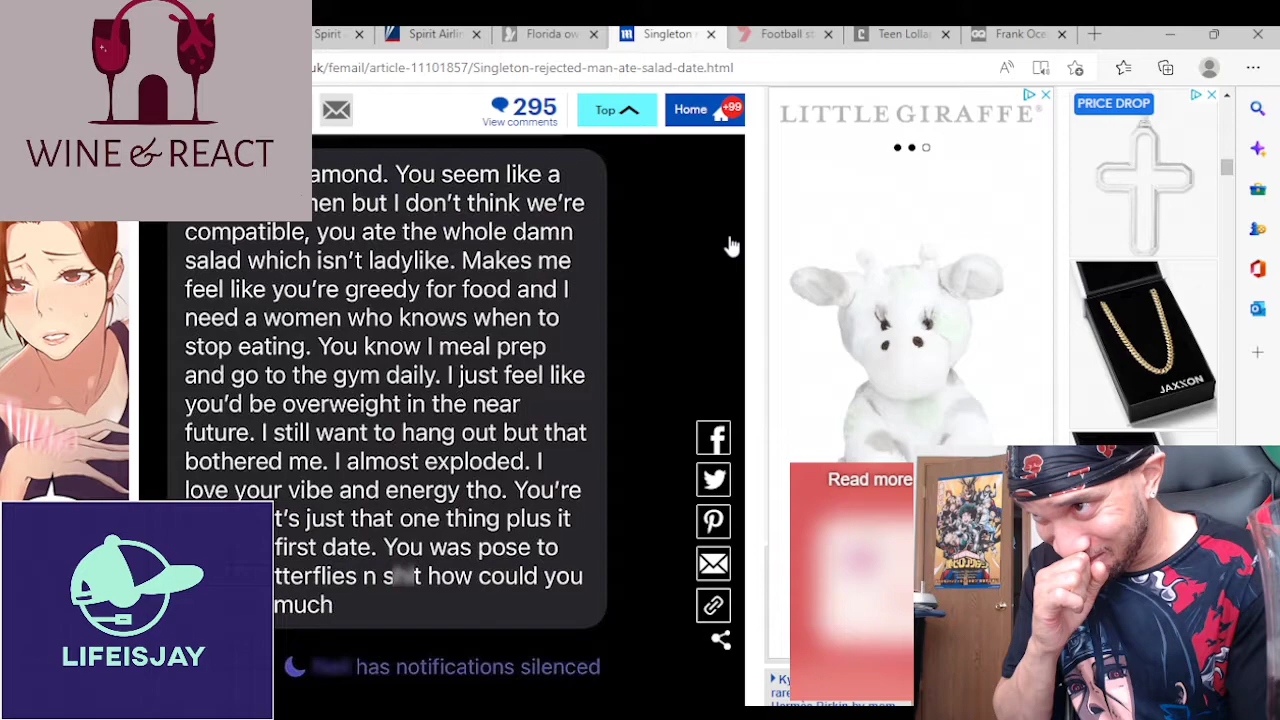 Spirit
Spirit Airlin
Florida ow
Singleton
Football st
Teen Lolla
Frank Oce
uk/femail/article-11101857/Singleton-rejected-man-ate-salad-date.html
WINE & REACT
295
View comments
Top
Home
+99
amond. You seem like a
hen but I don't think we're
compatible, you ate the whole damn
salad which isn't ladylike. Makes me
feel like you're greedy for food and I
need a women who knows when to
stop eating. You know I meal prep
and go to the gym daily. I just feel like
you'd be overweight in the near
future. I still want to hang out but that
bothered me. I almost exploded. I
love your vibe and energy tho. You're
t's just that one thing plus it
first date. You was pose to
tterflies n s t how could you
much
has notifications silenced
LITTLE GIRAFFE
PRICE DROP
JAXXON
Read more
LIFEISJAY
Ky
rare
Hermès Birkin by mom